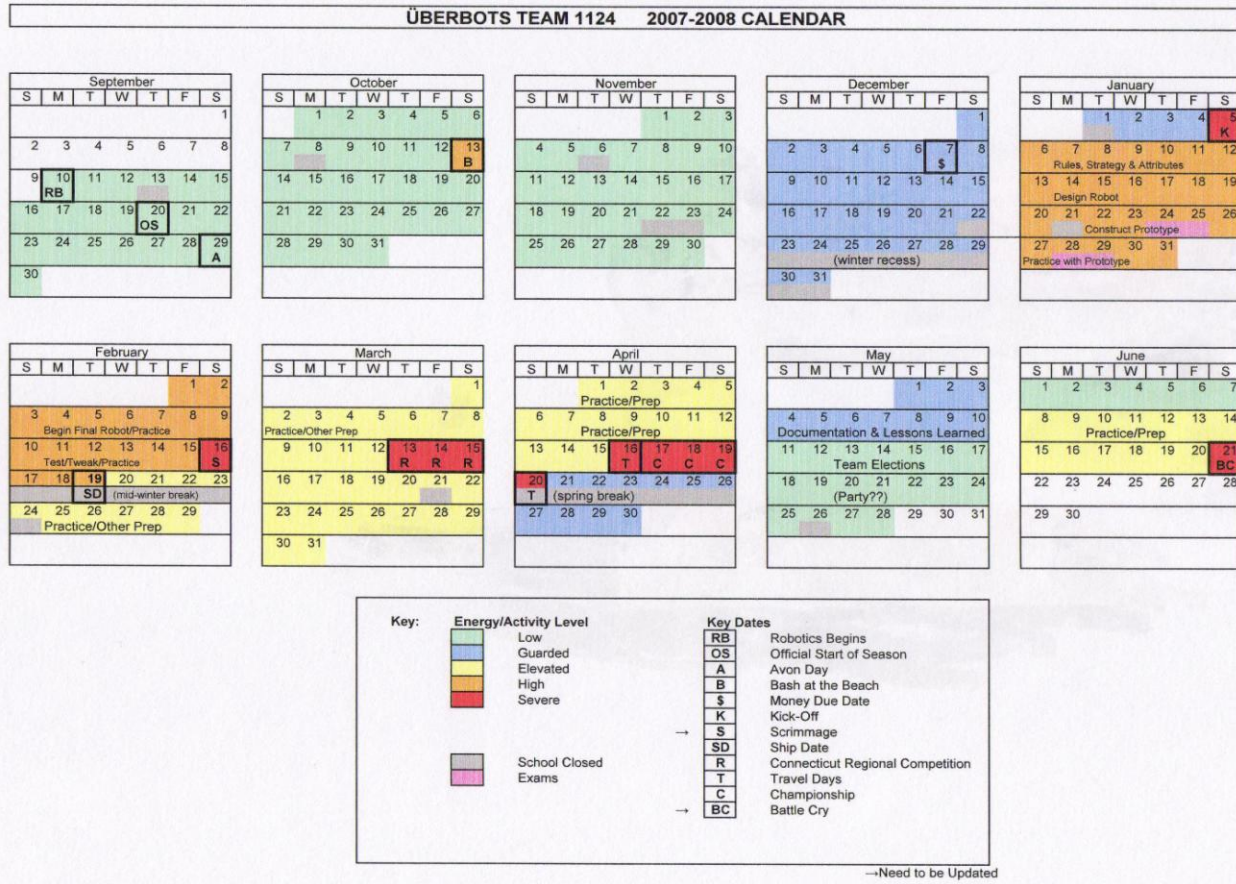 ÜBERBOTS TEAM 1124 2007-2008 CALENDAR
September
S M T W T F S
1
2 3 4 5 6 7 8
9 10 11 12 13 14 15
RB
16 17 18 19 20 21 22
OS
23 24 25 26 27 28 29
A
30
October
S M T W T F S
1 2 3 4 5 6
7 8 9 10 11 12 13
B
14 15 16 17 18 19 20
21 22 23 24 25 26 27
28 29 30 31
November
S M T W T F S
1 2 3
4 5 6 7 8 9 10
11 12 13 14 15 16 17
18 19 20 21 22 23 24
25 26 27 28 29 30
December
S M T W T F S
1
2 3 4 5 6 7 8
$
9 10 11 12 13 14 15
16 17 18 19 20 21 22
23 24 25 26 27 28 29
(winter recess)
30 31
January
S M T W T F S
1 2 3 4 5
K
6 7 8 9 10 11 12
Rules, Strategy & Attributes
13 14 15 16 17 18 19
Design Robot
20 21 22 23 24 25 26
Construct Prototype
27 28 29 30 31
Practice with Prototype
February
S M T W T F S
1 2
3 4 5 6 7 8 9
Begin Final Robot/Practice
10 11 12 13 14 15 16
Test/Tweak/Practice S
17 18 19 20 21 22 23
SD (mid-winter break)
24 25 26 27 28 29
Practice/Other Prep
March
S M T W T F S
1
2 3 4 5 6 7 8
Practice/Other Prep
9 10 11 12 13 14 15
R R R
16 17 18 19 20 21 22
23 24 25 26 27 28 29
30 31
April
S M T W T F S
1 2 3 4 5
Practice/Prep
6 7 8 9 10 11 12
Practice/Prep
13 14 15 16 17 18 19
T C C C
20 21 22 23 24 25 26
T (spring break)
27 28 29 30
May
S M T W T F S
1 2 3
4 5 6 7 8 9 10
Documentation & Lessons Learned
11 12 13 14 15 16 17
Team Elections
18 19 20 21 22 23 24
(Party??)
25 26 27 28 29 30 31
June
S M T W T F S
1 2 3 4 5 6 7
8 9 10 11 12 13 14
Practice/Prep
15 16 17 18 19 20 21
BC
22 23 24 25 26 27 28
29 30
Key: Energy/Activity Level
Low
Guarded
Elevated
High
Severe
School Closed
Exams
Key Dates
RB Robotics Begins
OS Official Start of Season
A Avon Day
B Bash at the Beach
$ Money Due Date
K Kick-Off
→ S Scrimmage
SD Ship Date
R Connecticut Regional Competition
T Travel Days
C Championship
→ BC Battle Cry
→Need to be Updated